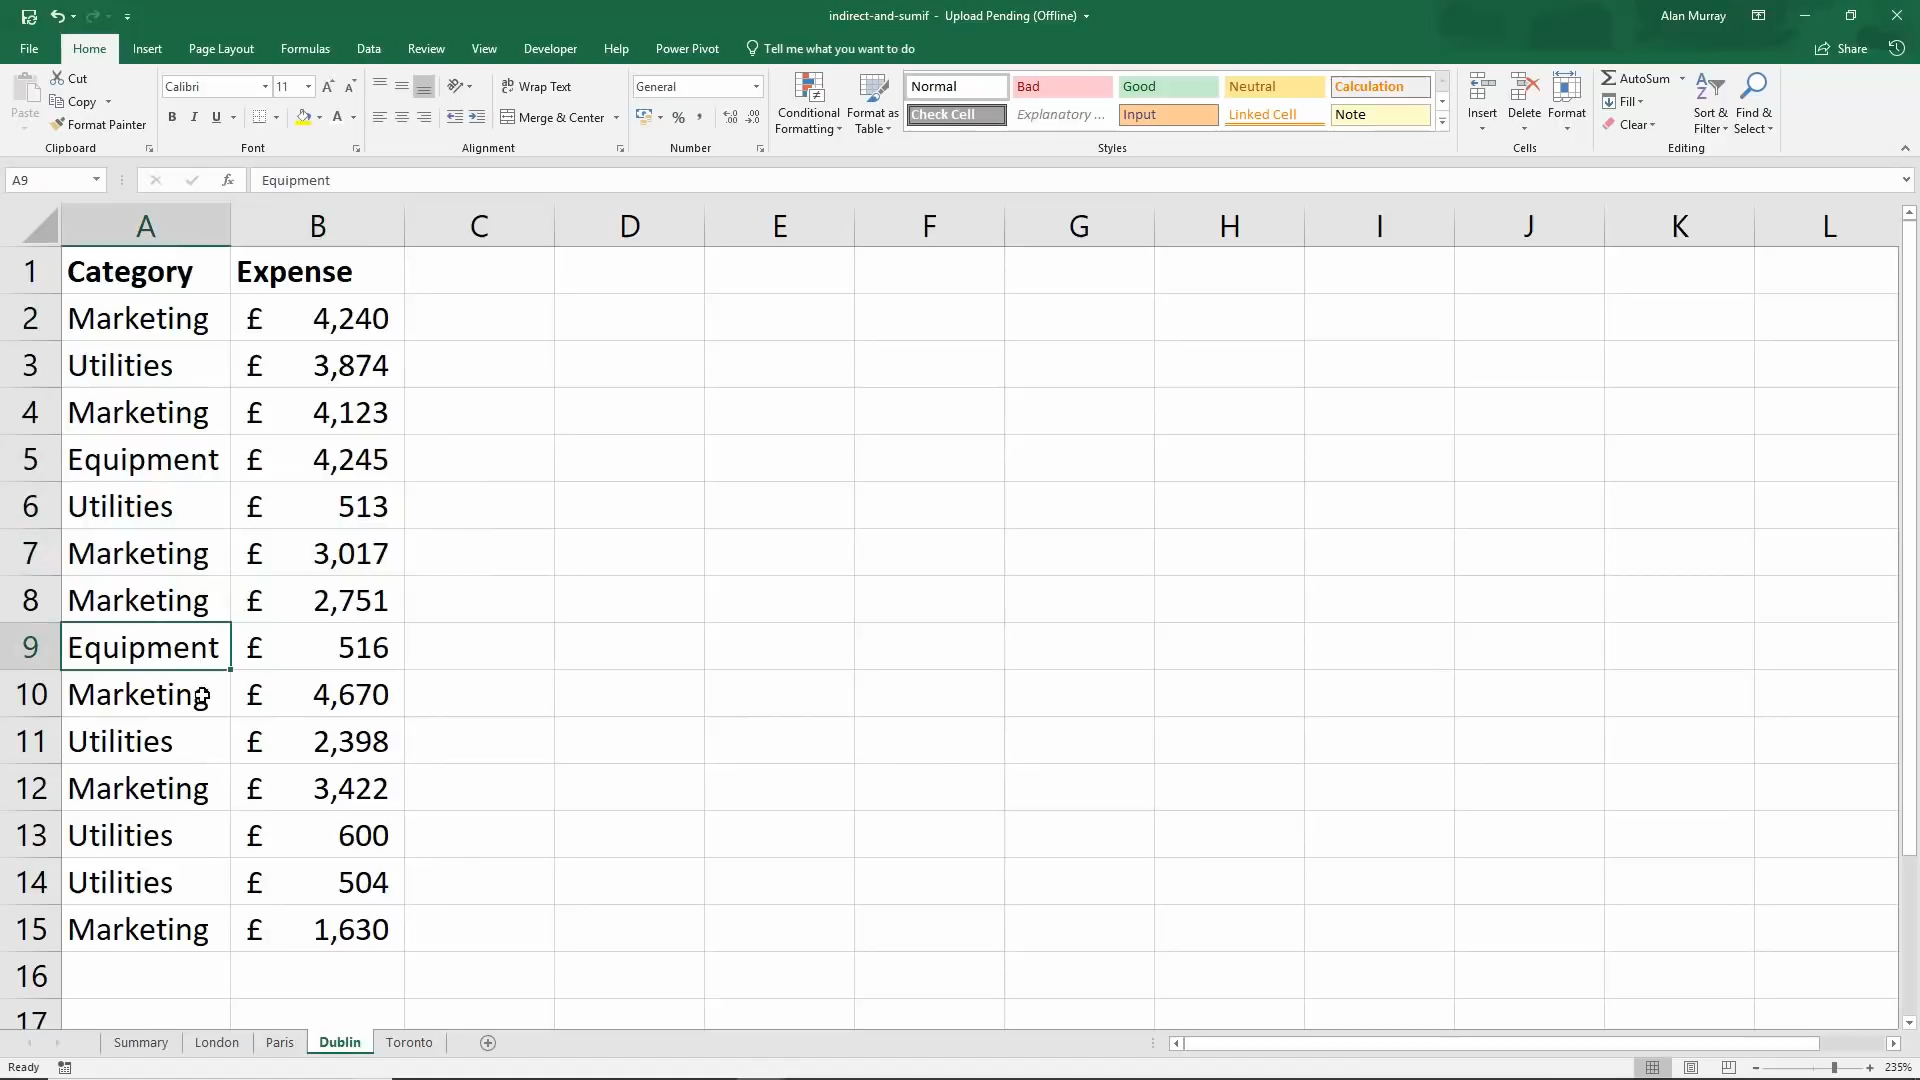 indirect-and-sumif - Upload Pending (Offline)
Alan Murray
File Home Insert Page Layout Formulas Data Review View Developer Help Power Pivot Tell me what you want to do Share
Paste
Cut
Copy
Format Painter
Clipboard
Calibri 11
B I U
Font
Wrap Text
Merge & Center
Alignment
General
%
Number
Conditional Formatting
Format as Table
Normal Bad Good Neutral Calculation
Check Cell Explanatory ... Input Linked Cell Note
Styles
Insert Delete Format
Cells
AutoSum
Fill
Clear
Sort & Filter
Find & Select
Editing
A9 fx Equipment
A B C D E F G H I J K L
1 Category Expense
2 Marketing £ 4,240
3 Utilities £ 3,874
4 Marketing £ 4,123
5 Equipment £ 4,245
6 Utilities £ 513
7 Marketing £ 3,017
8 Marketing £ 2,751
9 Equipment £ 516
10 Marketing £ 4,670
11 Utilities £ 2,398
12 Marketing £ 3,422
13 Utilities £ 600
14 Utilities £ 504
15 Marketing £ 1,630
16
17
Summary London Paris Dublin Toronto
Ready 235%